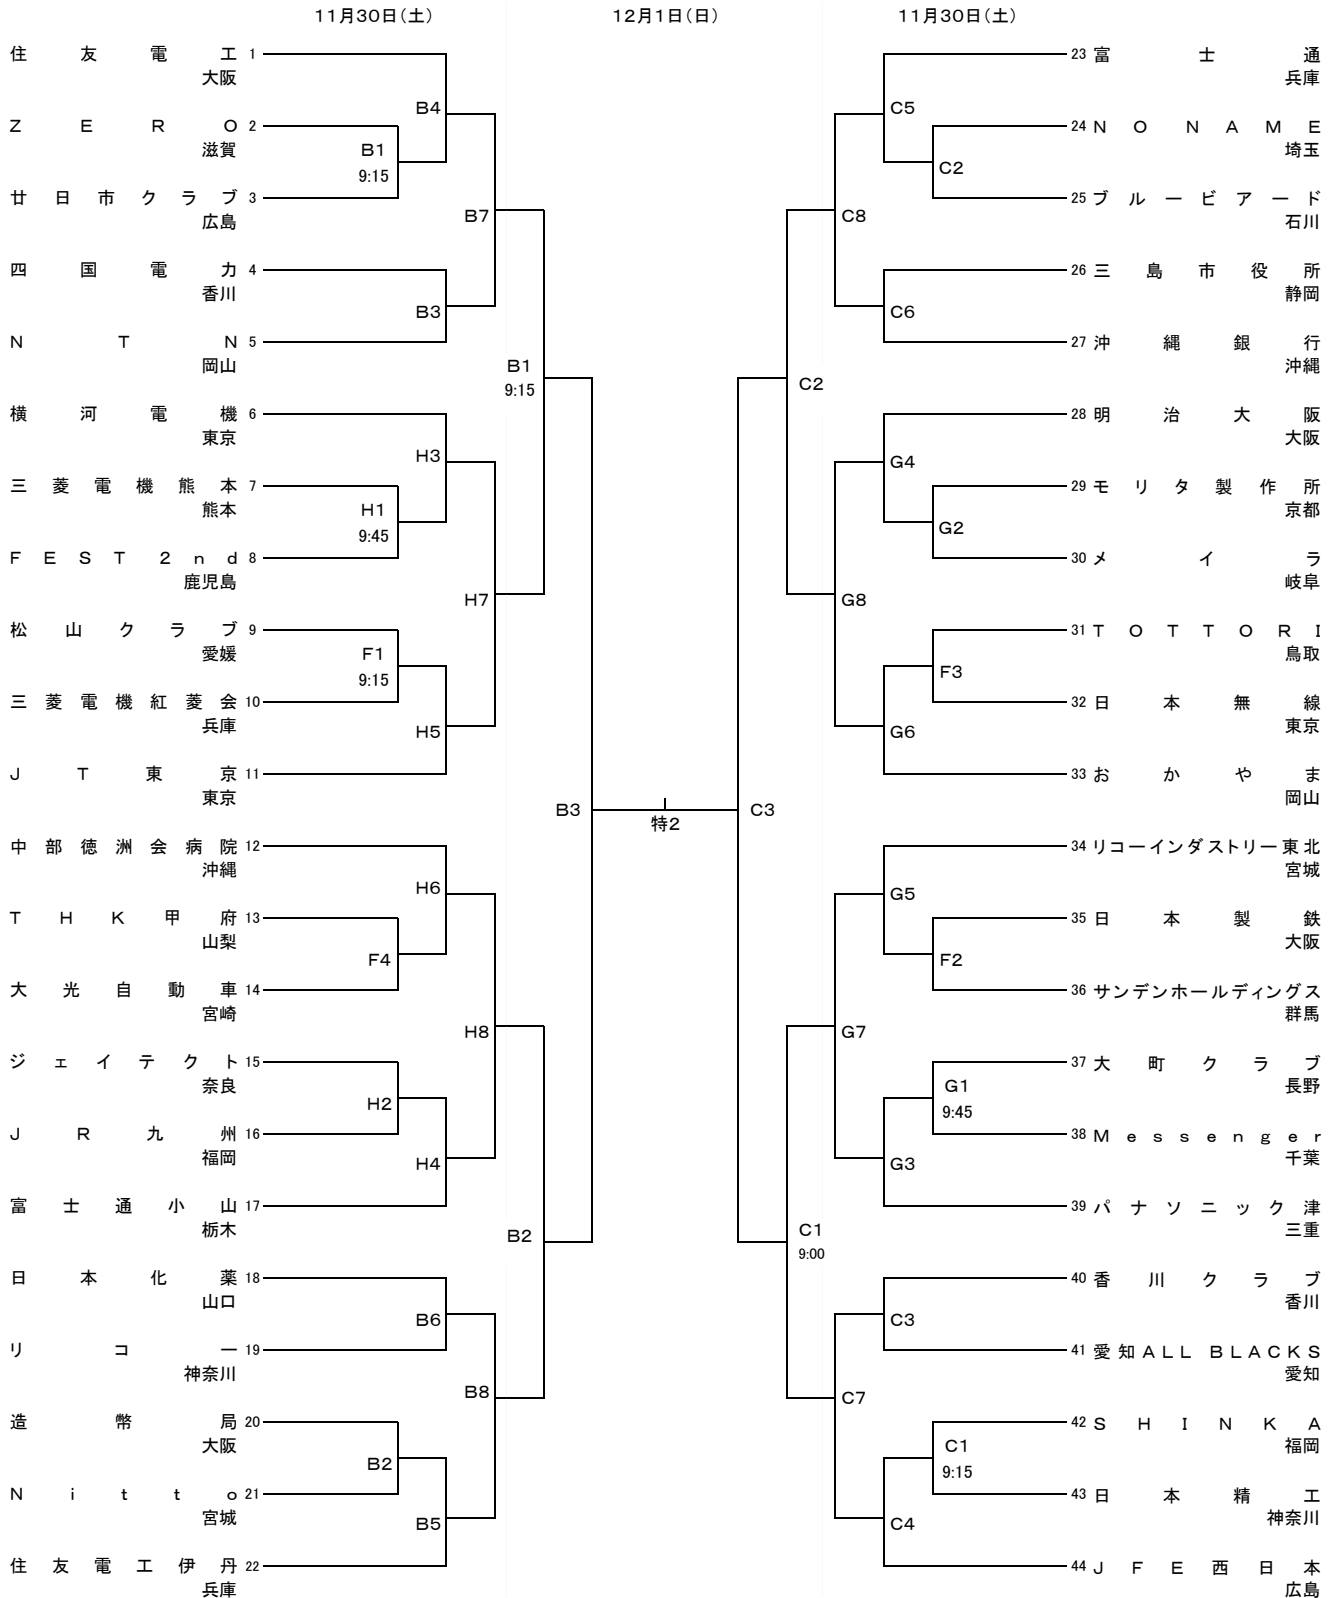 11月30日(土)
12月1日(日)
11月30日(土)
住友電工 1
大阪
B4
ZERO 2
滋賀
B1
9:15
廿日市クラブ 3
広島
B7
四国電力 4
香川
B3
NTN 5
岡山
B1
9:15
横河電機 6
東京
H3
三菱電機熊本 7
熊本
H1
9:45
FEST 2nd 8
鹿児島
H7
松山クラブ 9
愛媛
F1
9:15
三菱電機紅菱会 10
兵庫
H5
JT東京 11
東京
B3
特2
C3
中部徳洲会病院 12
沖縄
H6
THK甲府 13
山梨
F4
大光自動車 14
宮崎
H8
ジェイテクト 15
奈良
H2
JR九州 16
福岡
H4
富士通小山 17
栃木
B2
日本化薬 18
山口
B6
リコー 19
神奈川
B8
造幣局 20
大阪
B2
Nitto 21
宮城
B5
住友電工伊丹 22
兵庫
23 富士通
兵庫
C5
24 NO NAME
埼玉
C2
25 ブルービアード
石川
C8
26 三島市役所
静岡
C6
27 沖縄銀行
沖縄
C2
28 明治大阪
大阪
G4
29 モリタ製作所
京都
G2
30 メイラ
岐阜
G8
31 TOTTORI
鳥取
F3
32 日本無線
東京
G6
33 おかやま
岡山
34 リコーインダストリー東北
宮城
G5
35 日本製鉄
大阪
F2
36 サンデンホールディングス
群馬
G7
37 大町クラブ
長野
G1
9:45
38 Messenger
千葉
G3
39 パナソニック津
三重
C1
9:00
40 香川クラブ
香川
C3
41 愛知ALL BLACKS
愛知
C7
42 SHINKA
福岡
C1
9:15
43 日本精工
神奈川
C4
44 JFE西日本
広島